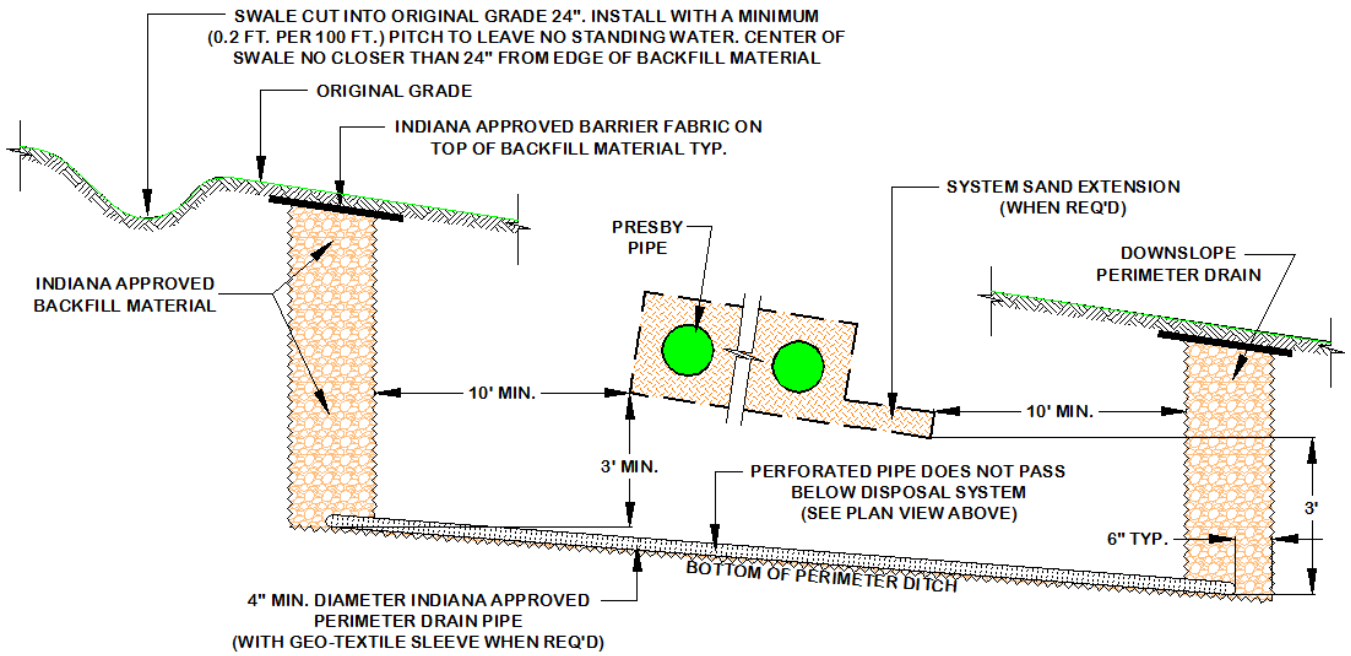 SWALE CUT INTO ORIGINAL GRADE 24". INSTALL WITH A MINIMUM
(0.2 FT. PER 100 FT.) PITCH TO LEAVE NO STANDING WATER. CENTER OF
SWALE NO CLOSER THAN 24" FROM EDGE OF BACKFILL MATERIAL
ORIGINAL GRADE
INDIANA APPROVED BARRIER FABRIC ON
TOP OF BACKFILL MATERIAL TYP.
SYSTEM SAND EXTENSION
(WHEN REQ'D)
PRESBY
PIPE
DOWNSLOPE
PERIMETER DRAIN
INDIANA APPROVED
BACKFILL MATERIAL
10' MIN.
10' MIN.
3' MIN.
PERFORATED PIPE DOES NOT PASS
BELOW DISPOSAL SYSTEM
(SEE PLAN VIEW ABOVE)
3'
6" TYP.
BOTTOM OF PERIMETER DITCH
4" MIN. DIAMETER INDIANA APPROVED
PERIMETER DRAIN PIPE
(WITH GEO-TEXTILE SLEEVE WHEN REQ'D)